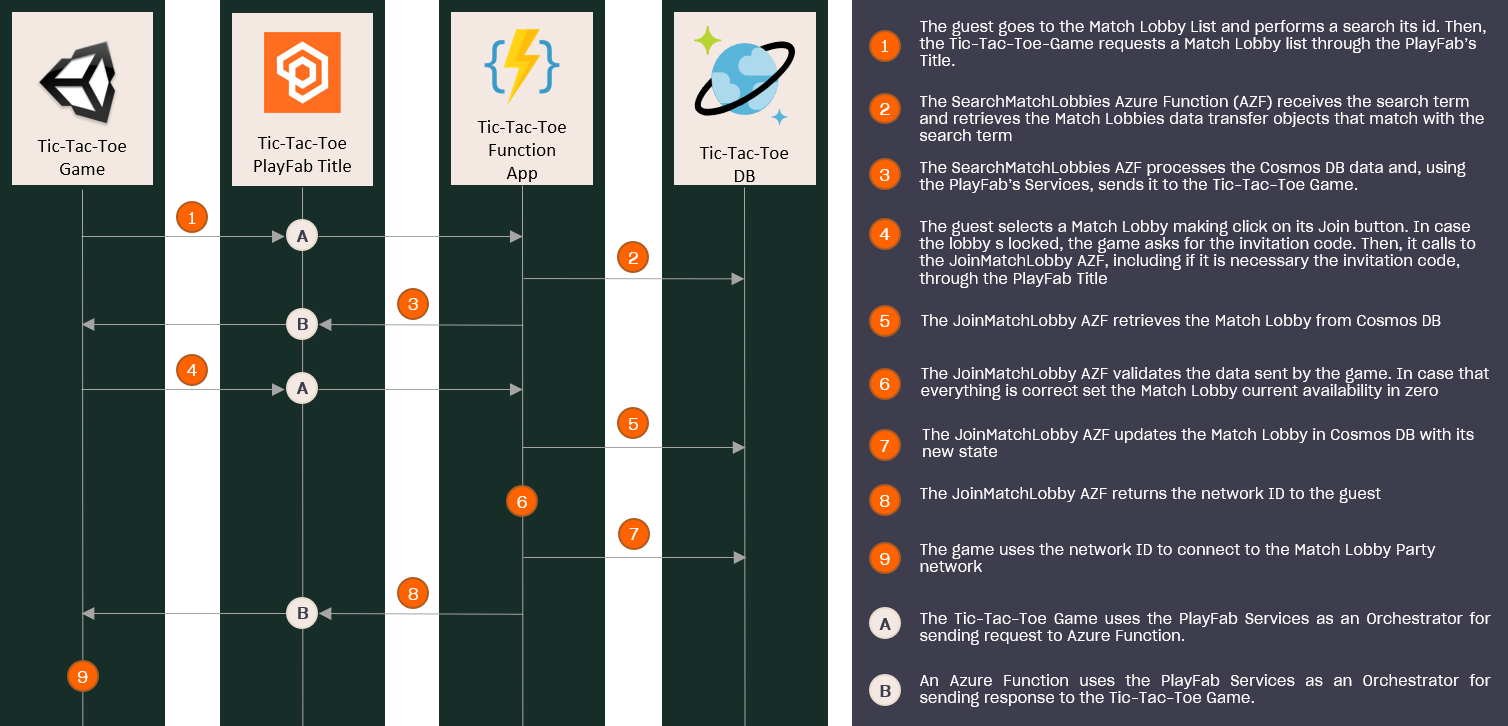 Tic-Tac-Toe
Game
Tic-Tac-Toe
PlayFab Title
Tic-Tac-Toe
Function
App
Tic-Tac-Toe
DB
1
A
2
3
B
4
A
5
6
7
8
B
9
1
The guest goes to the Match Lobby List and performs a search its id. Then,
the Tic-Tac-Toe-Game requests a Match Lobby list through the PlayFab's
Title.
2
The SearchMatchLobbies Azure Function (AZF) receives the search term
and retrieves the Match Lobbies data transfer objects that match with the
search term
3
The SearchMatchLobbies AZF processes the Cosmos DB data and, using
the PlayFab's Services, sends it to the Tic-Tac-Toe Game.
4
The guest selects a Match Lobby making click on its Join button. In case
the lobby s locked, the game asks for the invitation code. Then, it calls to
the JoinMatchLobby AZF, including if it is necessary the invitation code,
through the PlayFab Title
5
The JoinMatchLobby AZF retrieves the Match Lobby from Cosmos DB
6
The JoinMatchLobby AZF validates the data sent by the game. In case that
everything is correct set the Match Lobby current availability in zero
7
The JoinMatchLobby AZF updates the Match Lobby in Cosmos DB with its
new state
8
The JoinMatchLobby AZF returns the network ID to the guest
9
The game uses the network ID to connect to the Match Lobby Party
network
A
The Tic-Tac-Toe Game uses the PlayFab Services as an Orchestrator for
sending request to Azure Function.
B
An Azure Function uses the PlayFab Services as an Orchestrator for
sending response to the Tic-Tac-Toe Game.